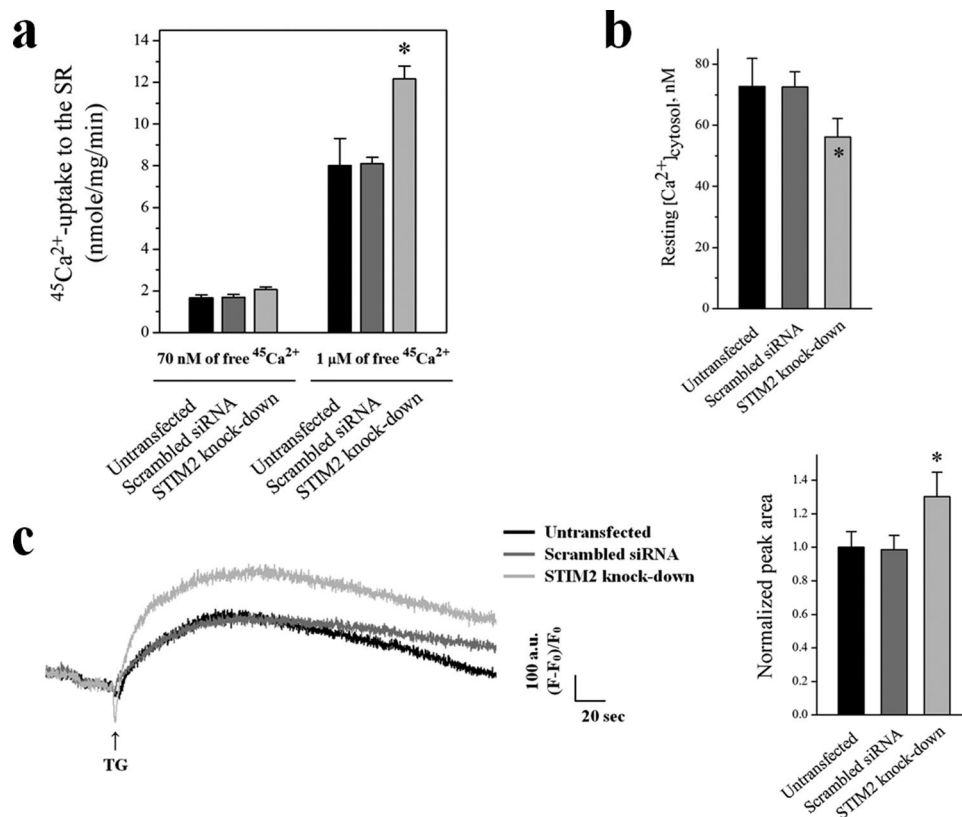 a
14
12
10
8
6
4
2
0
⁴⁵Ca²⁺-uptake to the SR
(nmole/mg/min)
*
70 nM of free ⁴⁵Ca²⁺
1 μM of free ⁴⁵Ca²⁺
Untransfected
Scrambled siRNA
STIM2 knock-down
Untransfected
Scrambled siRNA
STIM2 knock-down
b
80
60
40
20
0
Resting [Ca²⁺]cytosol, nM
*
Untransfected
Scrambled siRNA
STIM2 knock-down
c
Untransfected
Scrambled siRNA
STIM2 knock-down
TG
100 a.u.
(F-F₀)/F₀
20 sec
1.4
1.2
1.0
0.8
0.6
0.4
0.2
0.0
Normalized peak area
*
Untransfected
Scrambled siRNA
STIM2 knock-down